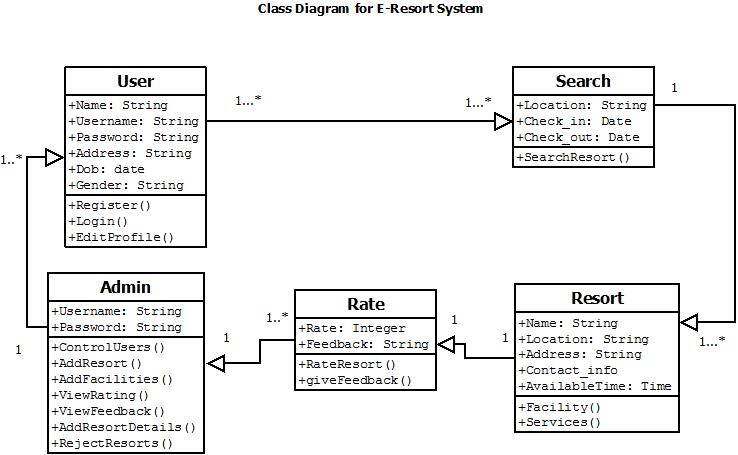 Class Diagram for E-Resort System
User
+Name: String
+Username: String
+Password: String
+Address: String
+Dob: date
+Gender: String
+Register()
+Login()
+EditProfile()
1..*
1..*
Search
+Location: String
+Check_in: Date
+Check_out: Date
+SearchResort()
1
1..*
1
Admin
+Username: String
+Password: String
+ControlUsers()
+AddResort()
+AddFacilities()
+ViewRating()
+ViewFeedback()
+AddResortDetails()
+RejectResorts()
1
1..*
Rate
+Rate: Integer
+Feedback: String
+RateResort()
+giveFeedback()
1
1
Resort
+Name: String
+Location: String
+Address: String
+Contact_info
+AvailableTime: Time
+Facility()
+Services()
1..*